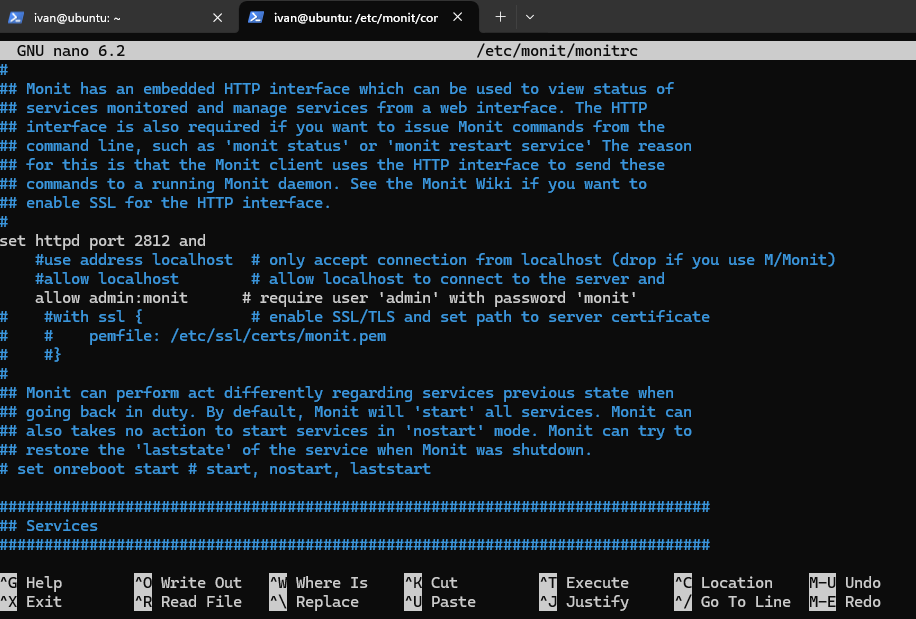 ivan@ubuntu: ~
ivan@ubuntu: /etc/monit/cor
GNU nano 6.2 /etc/monit/monitrc
#
## Monit has an embedded HTTP interface which can be used to view status of
## services monitored and manage services from a web interface. The HTTP
## interface is also required if you want to issue Monit commands from the
## command line, such as 'monit status' or 'monit restart service' The reason
## for this is that the Monit client uses the HTTP interface to send these
## commands to a running Monit daemon. See the Monit Wiki if you want to
## enable SSL for the HTTP interface.
#
set httpd port 2812 and
    #use address localhost  # only accept connection from localhost (drop if you use M/Monit)
    #allow localhost        # allow localhost to connect to the server and
    allow admin:monit      # require user 'admin' with password 'monit'
#    #with ssl {            # enable SSL/TLS and set path to server certificate
#    #    pemfile: /etc/ssl/certs/monit.pem
#    #}
#
## Monit can perform act differently regarding services previous state when
## going back in duty. By default, Monit will 'start' all services. Monit can
## also takes no action to start services in 'nostart' mode. Monit can try to
## restore the 'laststate' of the service when Monit was shutdown.
# set onreboot start # start, nostart, laststart
###############################################################################
## Services
###############################################################################
^G Help ^O Write Out ^W Where Is ^K Cut ^T Execute ^C Location M-U Undo
^X Exit ^R Read File ^\ Replace ^U Paste ^J Justify ^/ Go To Line M-E Redo